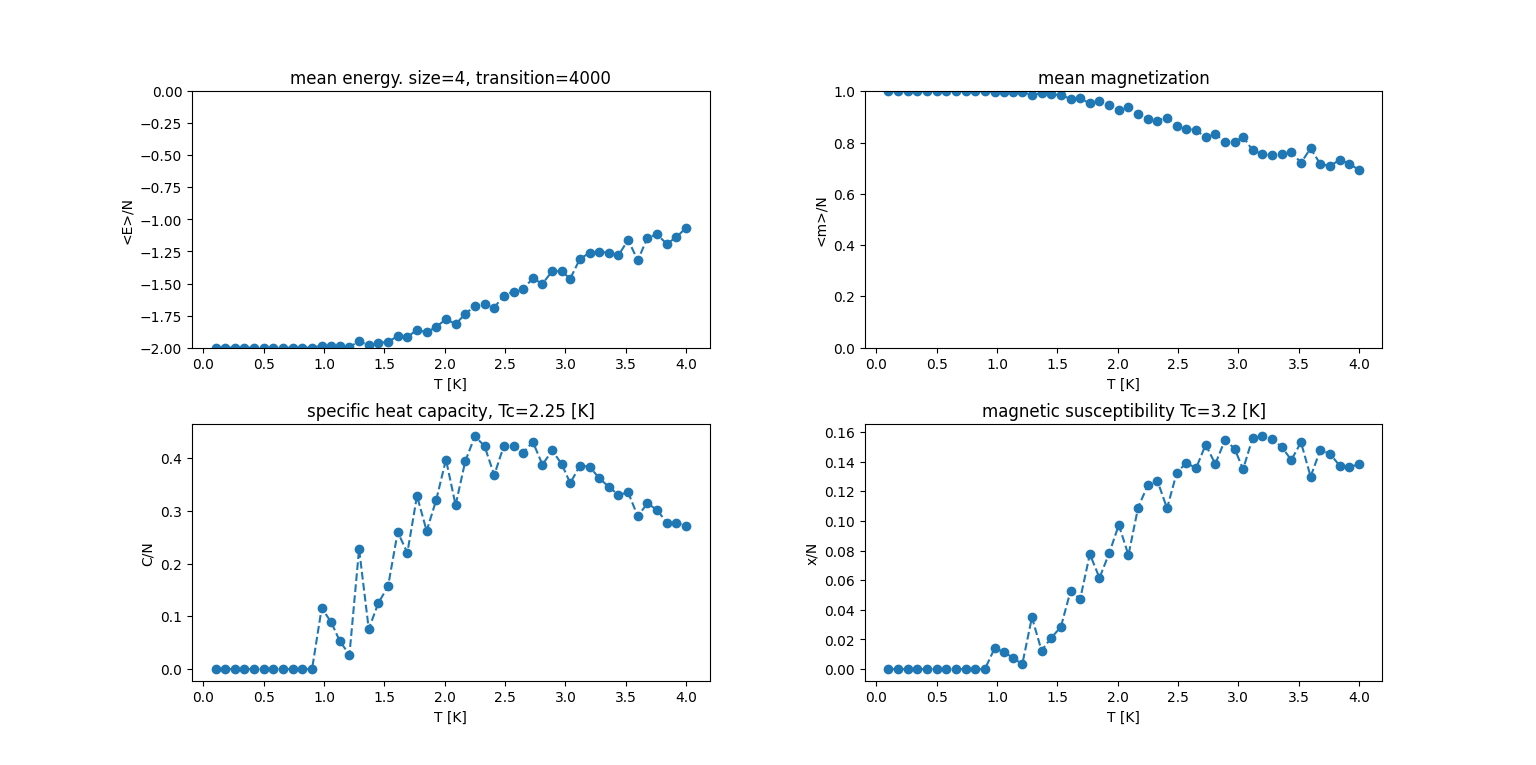 mean energy. size=4, transition=4000
<E>/N
0.00
−0.25
−0.50
−0.75
−1.00
−1.25
−1.50
−1.75
−2.00
0.0 0.5 1.0 1.5 2.0 2.5 3.0 3.5 4.0
T [K]
mean magnetization
<m>/N
1.0
0.8
0.6
0.4
0.2
0.0
0.0 0.5 1.0 1.5 2.0 2.5 3.0 3.5 4.0
T [K]
specific heat capacity, Tc=2.25 [K]
C/N
0.4
0.3
0.2
0.1
0.0
0.0 0.5 1.0 1.5 2.0 2.5 3.0 3.5 4.0
T [K]
magnetic susceptibility Tc=3.2 [K]
x/N
0.16
0.14
0.12
0.10
0.08
0.06
0.04
0.02
0.00
0.0 0.5 1.0 1.5 2.0 2.5 3.0 3.5 4.0
T [K]